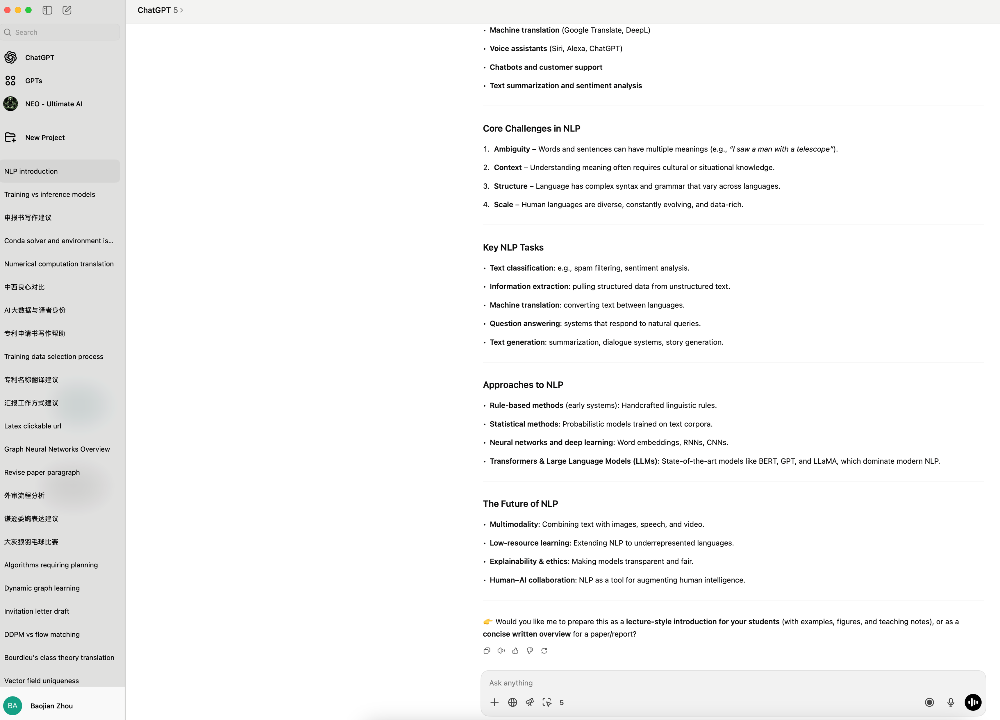 ChatGPT 5 >
Search
ChatGPT
GPTs
NEO - Ultimate AI
New Project
NLP introduction
Training vs inference models
申报书写作建议
Conda solver and environment is...
Numerical computation translation
中西良心对比
AI大数据与译者身份
专利申请书写作帮助
Training data selection process
专利名称翻译建议
汇报工作方式建议
Latex clickable url
Graph Neural Networks Overview
Revise paper paragraph
外审流程分析
谦逊委婉表达建议
大灰狼羽毛球比赛
Algorithms requiring planning
Dynamic graph learning
Invitation letter draft
DDPM vs flow matching
Bourdieu's class theory translation
Vector field uniqueness
BA Baojian Zhou
• Machine translation (Google Translate, DeepL)
• Voice assistants (Siri, Alexa, ChatGPT)
• Chatbots and customer support
• Text summarization and sentiment analysis
Core Challenges in NLP
1. Ambiguity – Words and sentences can have multiple meanings (e.g., “I saw a man with a telescope”).
2. Context – Understanding meaning often requires cultural or situational knowledge.
3. Structure – Language has complex syntax and grammar that vary across languages.
4. Scale – Human languages are diverse, constantly evolving, and data-rich.
Key NLP Tasks
• Text classification: e.g., spam filtering, sentiment analysis.
• Information extraction: pulling structured data from unstructured text.
• Machine translation: converting text between languages.
• Question answering: systems that respond to natural queries.
• Text generation: summarization, dialogue systems, story generation.
Approaches to NLP
• Rule-based methods (early systems): Handcrafted linguistic rules.
• Statistical methods: Probabilistic models trained on text corpora.
• Neural networks and deep learning: Word embeddings, RNNs, CNNs.
• Transformers & Large Language Models (LLMs): State-of-the-art models like BERT, GPT, and LLaMA, which dominate modern NLP.
The Future of NLP
• Multimodality: Combining text with images, speech, and video.
• Low-resource learning: Extending NLP to underrepresented languages.
• Explainability & ethics: Making models transparent and fair.
• Human–AI collaboration: NLP as a tool for augmenting human intelligence.
👉 Would you like me to prepare this as a lecture-style introduction for your students (with examples, figures, and teaching notes), or as a
concise written overview for a paper/report?
Ask anything
5